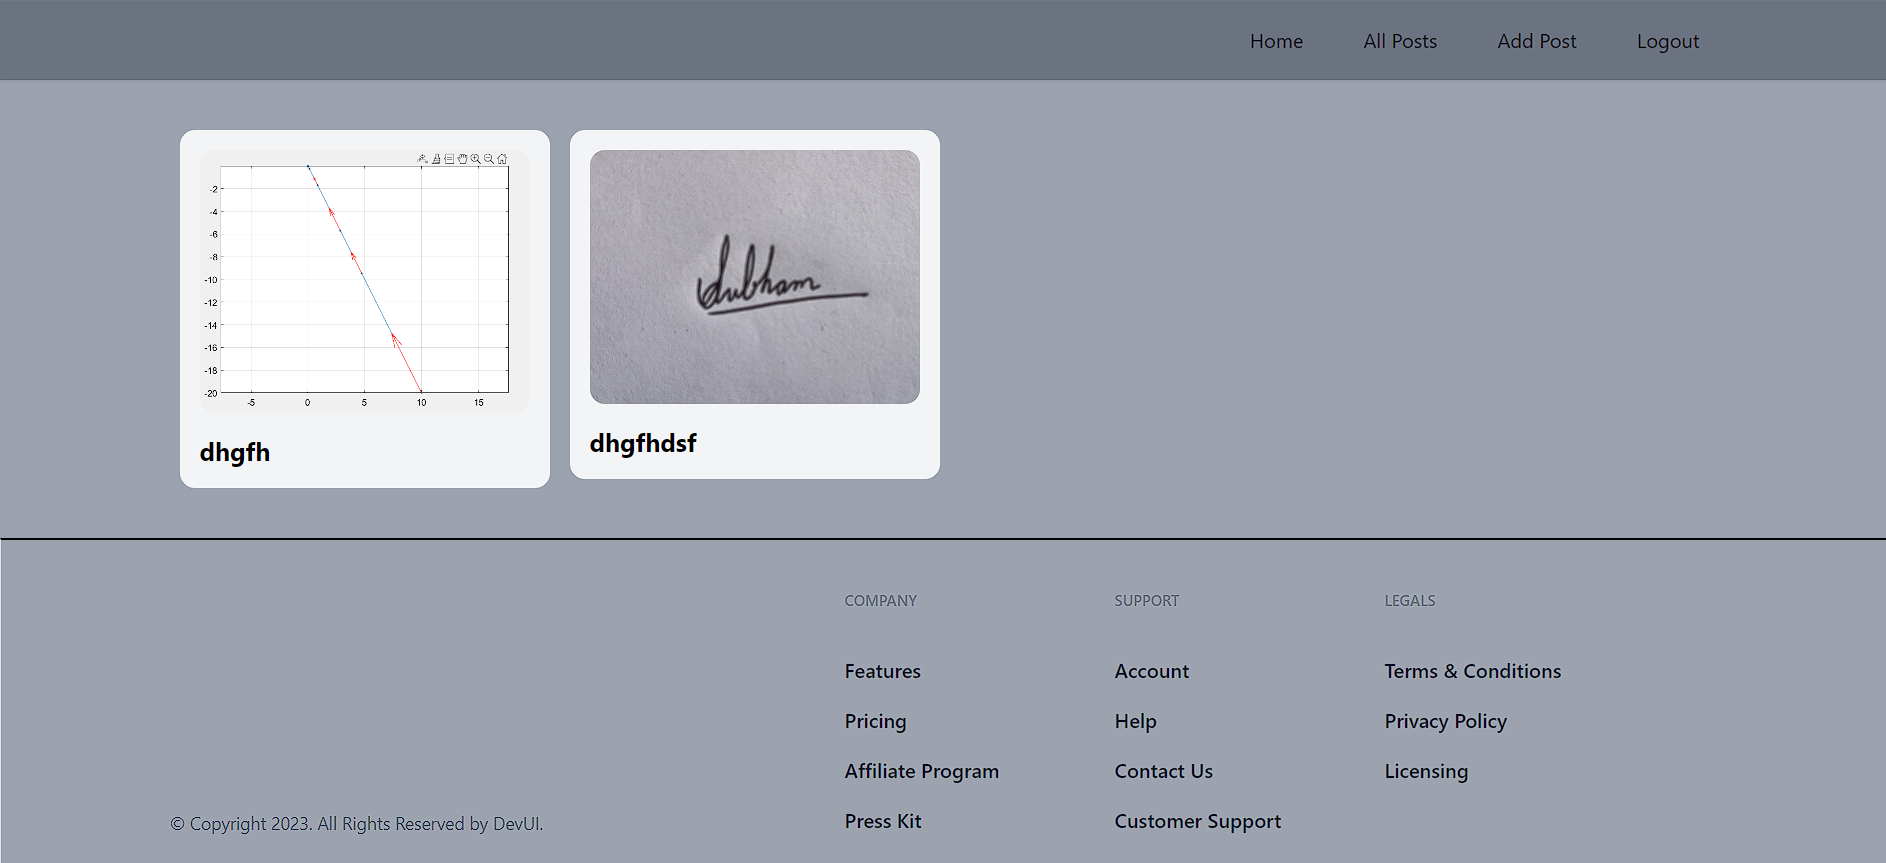 Home All Posts Add Post Logout
-2
-4
-6
-8
-10
-12
-14
-16
-18
-20
-5 0 5 10 15
dhgfh
Subham
dhgfhdsf
COMPANY
Features
Pricing
Affiliate Program
Press Kit
SUPPORT
Account
Help
Contact Us
Customer Support
LEGALS
Terms & Conditions
Privacy Policy
Licensing
© Copyright 2023. All Rights Reserved by DevUI.